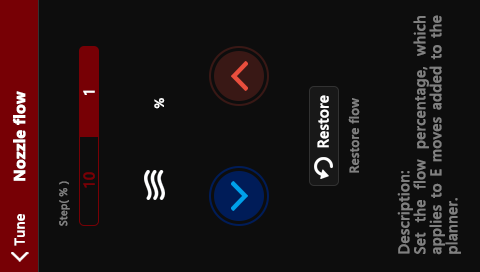 Tune Nozzle flow
Step( % )
10 1
%
Restore
Restore flow
Description:
Set the flow percentage, which
applies to E moves added to the
planner.